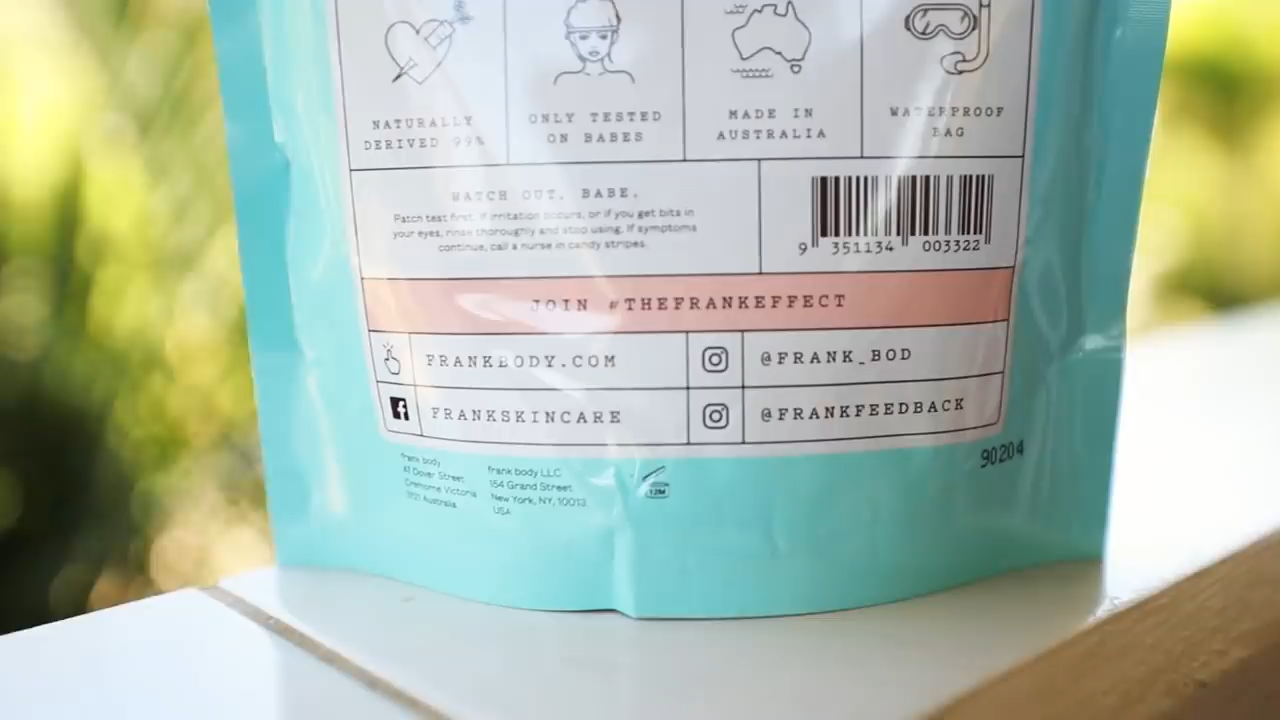 NATURALLY
DERIVED 99%
ONLY TESTED
ON BABES
MADE IN
AUSTRALIA
WATERPROOF
BAG
WATCH OUT, BABE.
Patch test first. If irritation occurs, or if you get bits in
your eyes, rinse thoroughly and stop using. If symptoms
continue, call a nurse in candy stripes.
9 351134 003322
JOIN #THEFRANKEFFECT
FRANKBODY.COM
@FRANK_BOD
FRANKSKINCARE
@FRANKFEEDBACK
90204
frank body
Dover Street
Cremorne Victoria
3121 Australia
frank body LLC
154 Grand Street
New York, NY, 10013
USA
12M